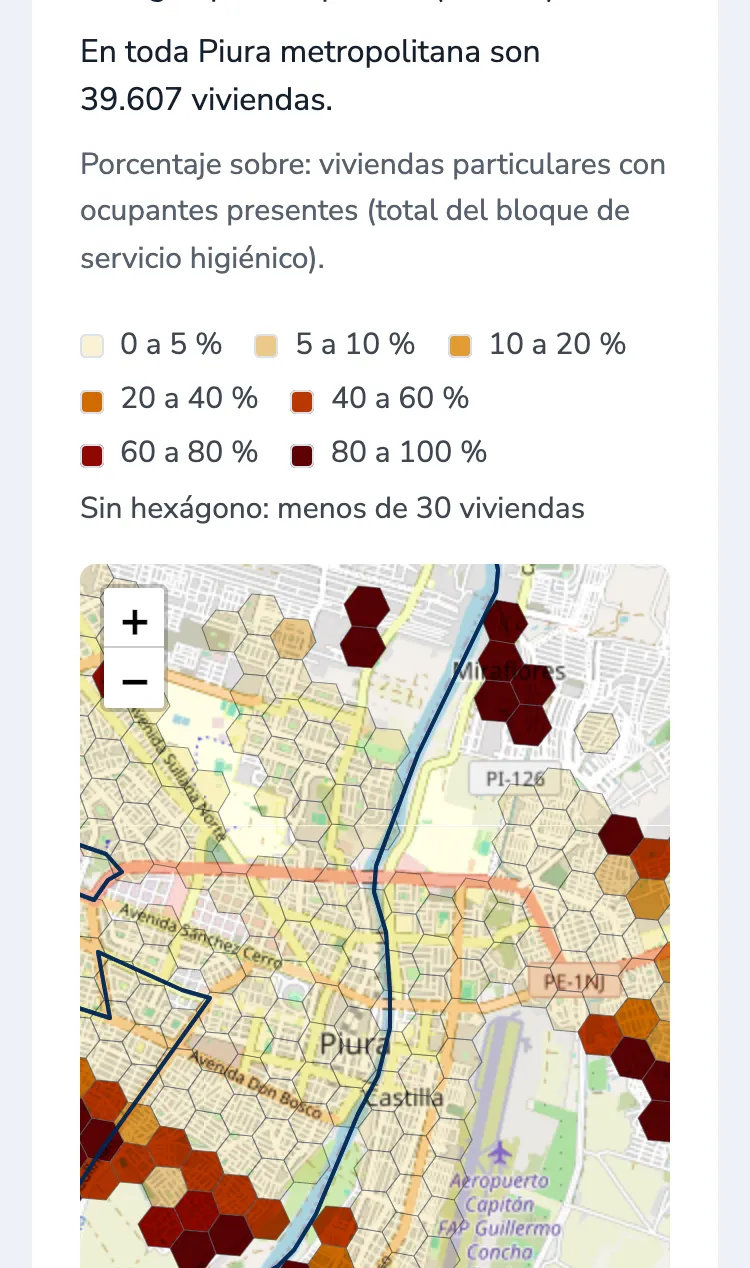 En toda Piura metropolitana son
39.607 viviendas.
Porcentaje sobre: viviendas particulares con
ocupantes presentes (total del bloque de
servicio higiénico).
0 a 5 %
5 a 10 %
10 a 20 %
20 a 40 %
40 a 60 %
60 a 80 %
80 a 100 %
Sin hexágono: menos de 30 viviendas
+
−
Miraflores
Avenida Sullana Norte
PI-126
Avenida Sánchez Cerro
PE-1NJ
Piura
Avenida Don Bosco
Castilla
Aeropuerto
Capitán
FAP Guillermo
Concha